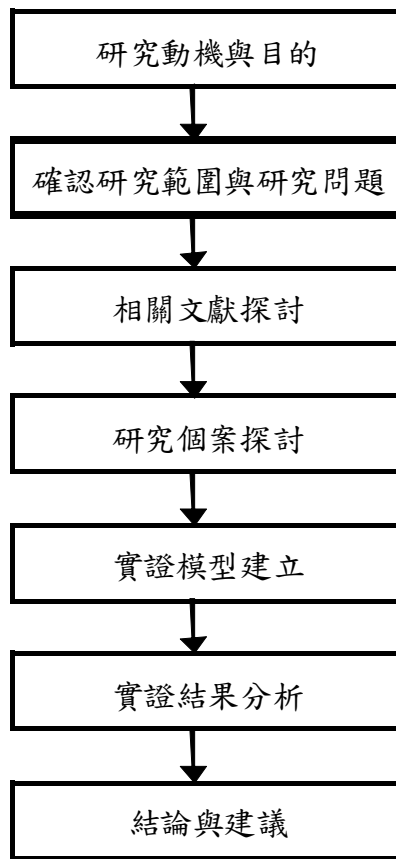 研究動機與目的
確認研究範圍與研究問題
相關文獻探討
研究個案探討
實證模型建立
實證結果分析
結論與建議